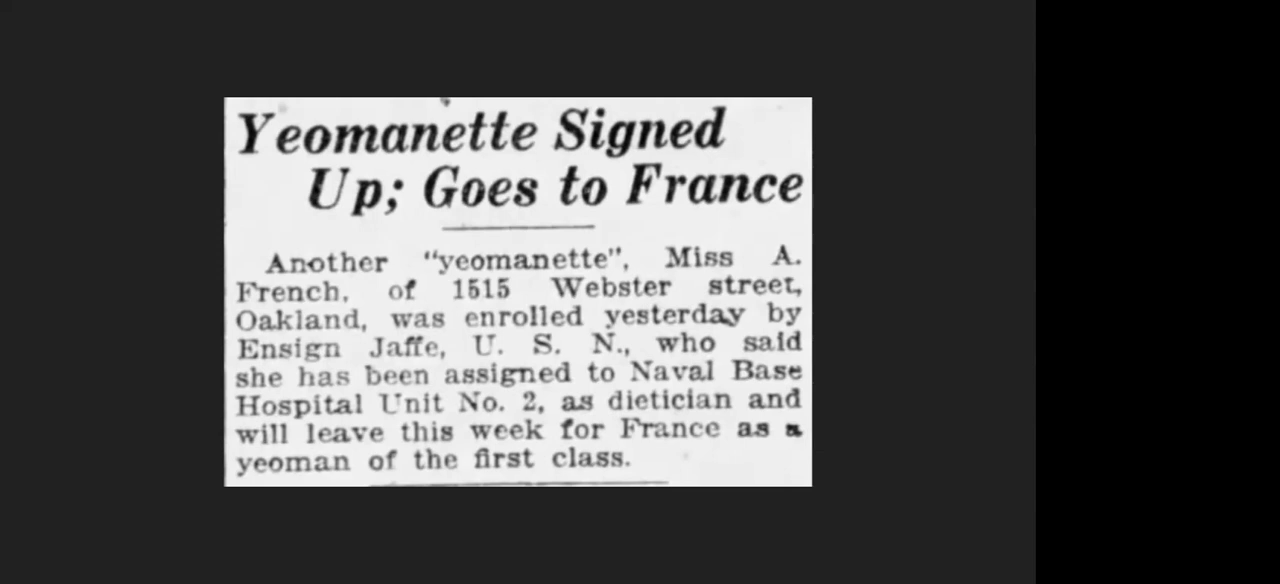 Yeomanette Signed
Up; Goes to France
Another "yeomanette", Miss A.
French, of 1515 Webster street,
Oakland, was enrolled yesterday by
Ensign Jaffe, U. S. N., who said
she has been assigned to Naval Base
Hospital Unit No. 2, as dietician and
will leave this week for France as a
yeoman of the first class.